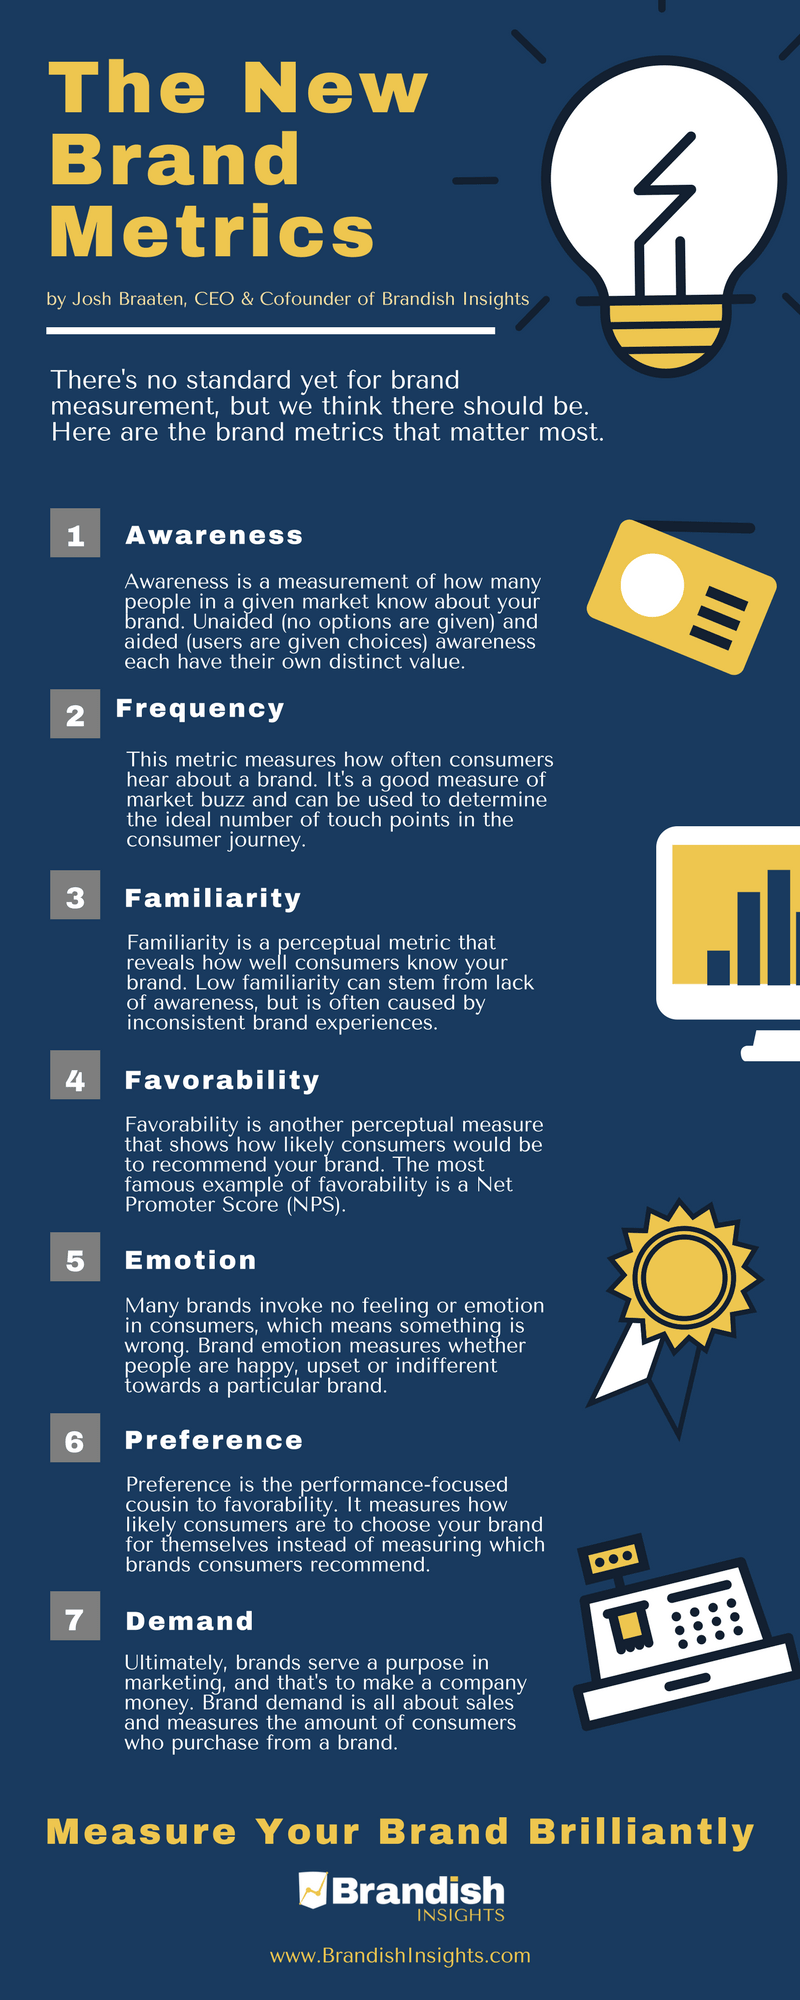 The New
Brand
Metrics
by Josh Braaten, CEO & Cofounder of Brandish Insights
There's no standard yet for brand
measurement, but we think there should be.
Here are the brand metrics that matter most.
1 Awareness
Awareness is a measurement of how many
people in a given market know about your
brand. Unaided (no options are given) and
aided (users are given choices) awareness
each have their own distinct value.
2 Frequency
This metric measures how often consumers
hear about a brand. It's a good measure of
market buzz and can be used to determine
the ideal number of touch points in the
consumer journey.
3 Familiarity
Familiarity is a perceptual metric that
reveals how well consumers know your
brand. Low familiarity can stem from lack
of awareness, but is often caused by
inconsistent brand experiences.
4 Favorability
Favorability is another perceptual measure
that shows how likely consumers would be
to recommend your brand. The most
famous example of favorability is a Net
Promoter Score (NPS).
5 Emotion
Many brands invoke no feeling or emotion
in consumers, which means something is
wrong. Brand emotion measures whether
people are happy, upset or indifferent
towards a particular brand.
6 Preference
Preference is the performance-focused
cousin to favorability. It measures how
likely consumers are to choose your brand
for themselves instead of measuring which
brands consumers recommend.
7 Demand
Ultimately, brands serve a purpose in
marketing, and that's to make a company
money. Brand demand is all about sales
and measures the amount of consumers
who purchase from a brand.
Measure Your Brand Brilliantly
Brandish
INSIGHTS
www.BrandishInsights.com